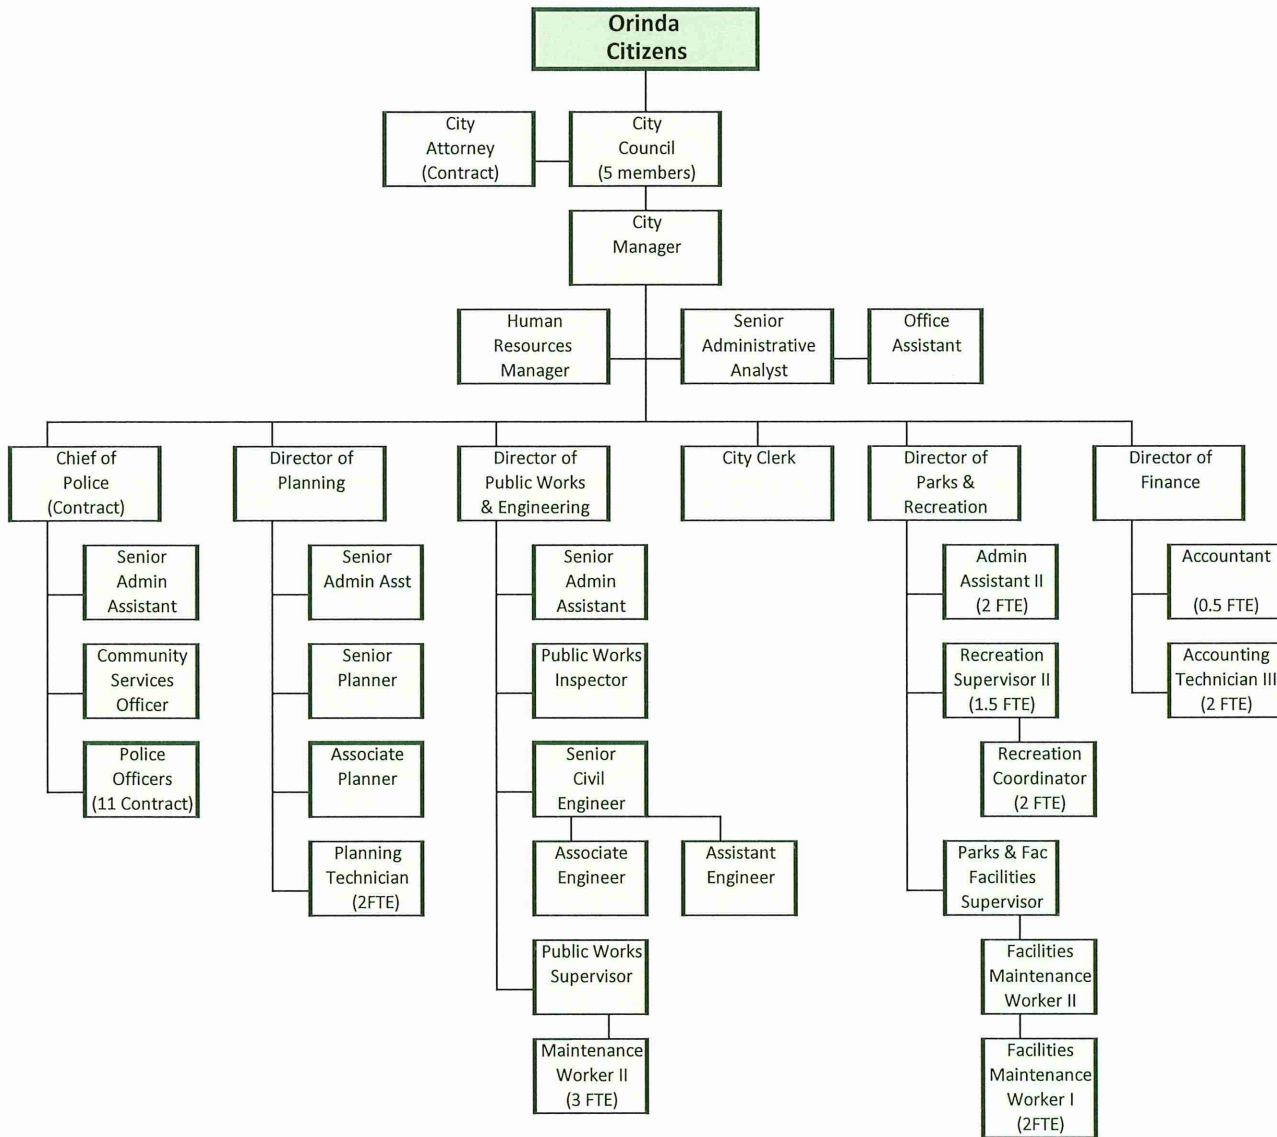 Orinda
Citizens
City
Attorney
(Contract)
City
Council
(5 members)
City
Manager
Human
Resources
Manager
Senior
Administrative
Analyst
Office
Assistant
Chief of
Police
(Contract)
Director of
Planning
Director of
Public Works
& Engineering
City Clerk
Director of
Parks &
Recreation
Director of
Finance
Senior
Admin
Assistant
Community
Services
Officer
Police
Officers
(11 Contract)
Senior
Admin Asst
Senior
Planner
Associate
Planner
Planning
Technician
(2FTE)
Senior
Admin
Assistant
Public Works
Inspector
Senior
Civil
Engineer
Associate
Engineer
Assistant
Engineer
Public Works
Supervisor
Maintenance
Worker II
(3 FTE)
Admin
Assistant II
(2 FTE)
Recreation
Supervisor II
(1.5 FTE)
Recreation
Coordinator
(2 FTE)
Parks & Fac
Facilities
Supervisor
Facilities
Maintenance
Worker II
Facilities
Maintenance
Worker I
(2FTE)
Accountant
(0.5 FTE)
Accounting
Technician III
(2 FTE)